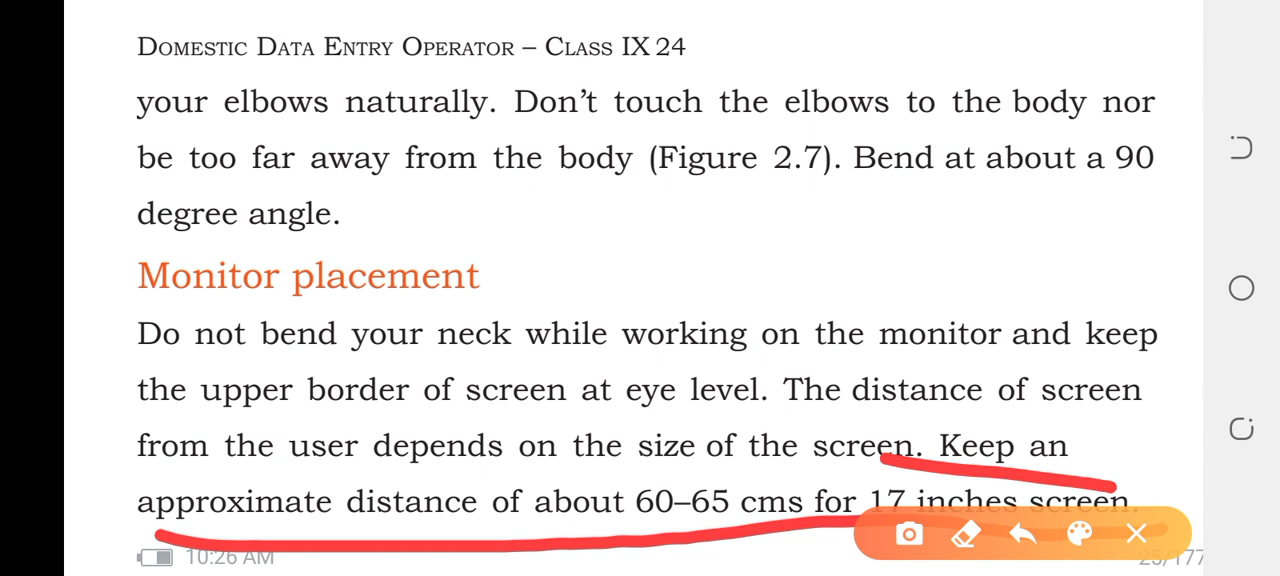 DOMESTIC DATA ENTRY OPERATOR – CLASS IX 24
your elbows naturally. Don't touch the elbows to the body nor
be too far away from the body (Figure 2.7). Bend at about a 90
degree angle.
Monitor placement
Do not bend your neck while working on the monitor and keep
the upper border of screen at eye level. The distance of screen
from the user depends on the size of the screen. Keep an
approximate distance of about 60–65 cms for 17 inches screen.
10:26 AM
25/177